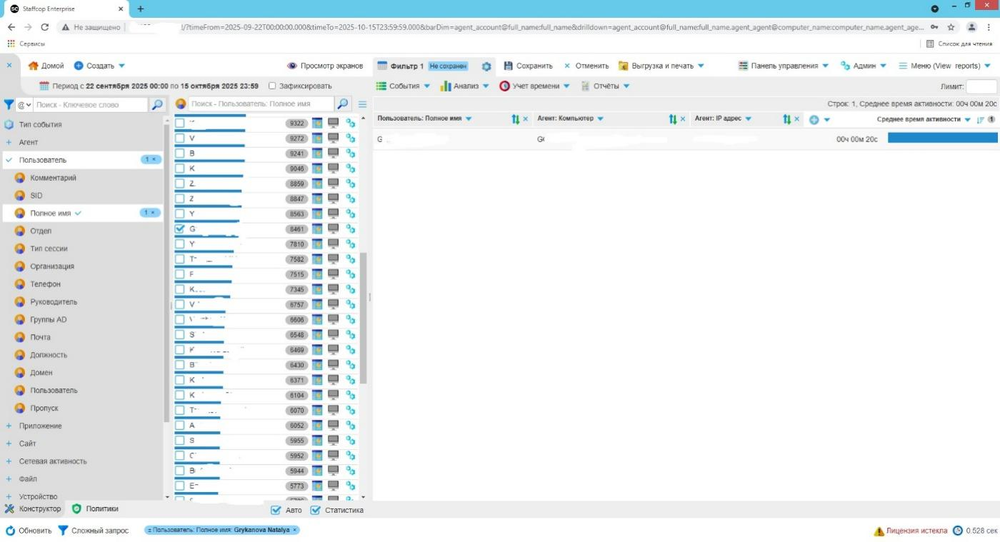 Staffcop Enterprise
Не защищено
!/?timeFrom=2025-09-22T00:00:00.000&timeTo=2025-10-15T23:59:59.000&barDim=agent_account@full_name:full_name&drilldown=agent_account@full_name:full_name.agent_agent@computer_name:computer_name.agent_age...
Сервисы
Список для чтения
Домой Создать Просмотр экранов
Фильтр 1 Не сохранен Сохранить Отменить Выгрузка и печать Панель управления Админ Меню (View reports)
Период с 22 сентября 2025 00:00 по 15 октября 2025 23:59 Зафиксировать
События Анализ Учет времени Отчёты Лимит:
@ Поиск - Ключевое слово
Поиск - Пользователь: Полное имя
Строк: 1, Среднее время активности: 00ч 00м 20с
Пользователь: Полное имя Агент: Компьютер Агент: IP адрес Среднее время активности 1
G 00ч 00м 20с
Тип события
Агент
Пользователь 1 ×
Комментарий
SID
Полное имя 1 ×
Отдел
Тип сессии
Организация
Телефон
Руководитель
Группы AD
Почта
Должность
Домен
Пользователь
Пропуск
Приложение
Сайт
Сетевая активность
Файл
Устройство
9322
V 9272
B 9241
K 9046
Z 8859
Z 8847
Y 8563
G 8461
Y 7810
T 7582
F 7515
K 7345
V 6757
6606
S 6548
K 6469
B 6430
K 6371
K 6104
T 6070
A 6052
S 5955
5952
B 5944
E 5773
Конструктор Политики Авто Статистика
Обновить Сложный запрос ± Пользователь: Полное имя: Grykanova Natalya ×
Лицензия истекла 0.528 сек